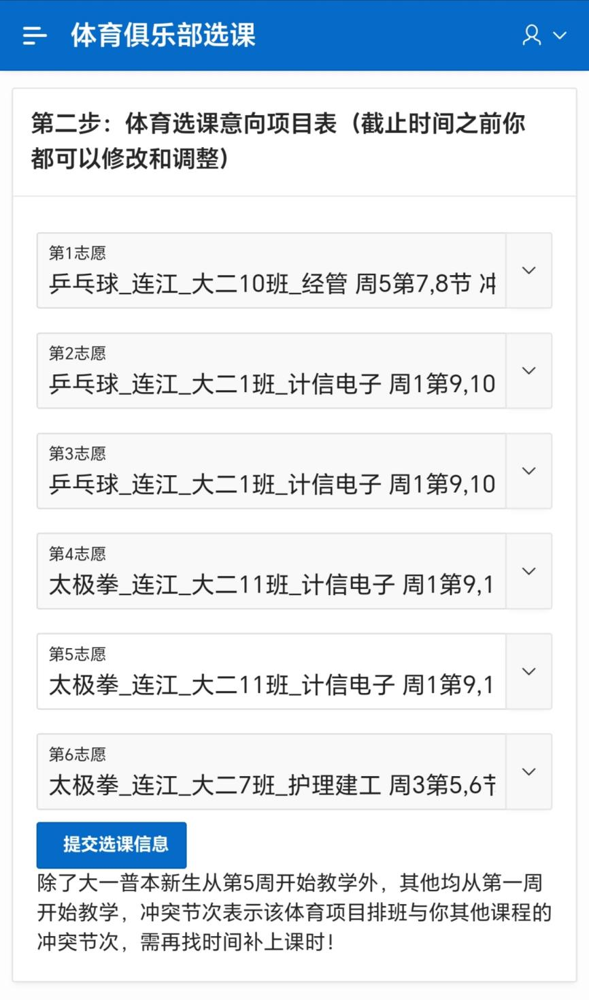 体育俱乐部选课
第二步：体育选课意向项目表（截止时间之前你
都可以修改和调整）
第1志愿
乒乓球_连江_大二10班_经管 周5第7,8节 冲
第2志愿
乒乓球_连江_大二1班_计信电子 周1第9,10
第3志愿
乒乓球_连江_大二1班_计信电子 周1第9,10
第4志愿
太极拳_连江_大二11班_计信电子 周1第9,1
第5志愿
太极拳_连江_大二11班_计信电子 周1第9,1
第6志愿
太极拳_连江_大二7班_护理建工 周3第5,6节
提交选课信息
除了大一普本新生从第5周开始教学外，其他均从第一周
开始教学，冲突节次表示该体育项目排班与你其他课程的
冲突节次，需再找时间补上课时！